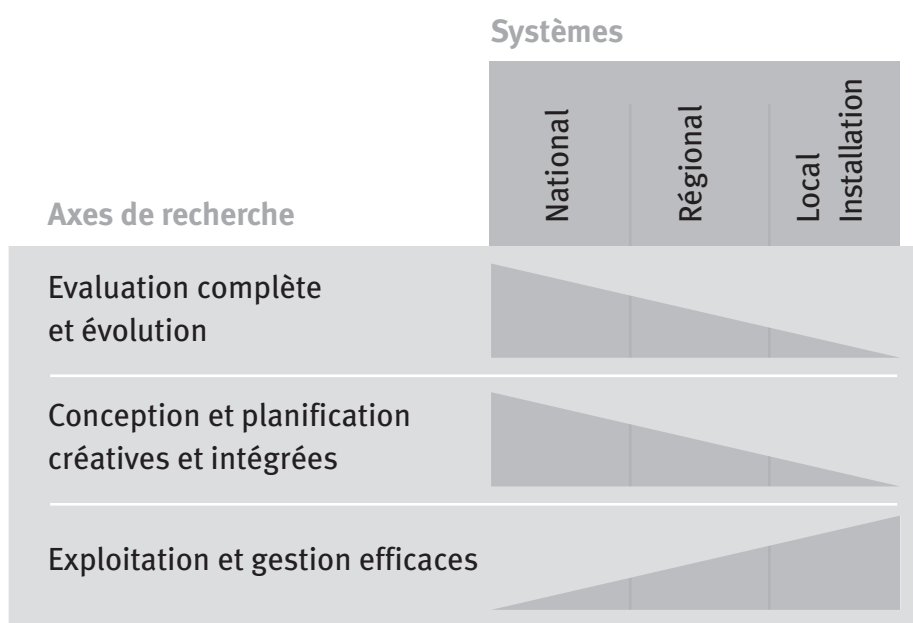 Systèmes
National
Régional
Local
Installation
Axes de recherche
Evaluation complète
et évolution
Conception et planification
créatives et intégrées
Exploitation et gestion efficaces